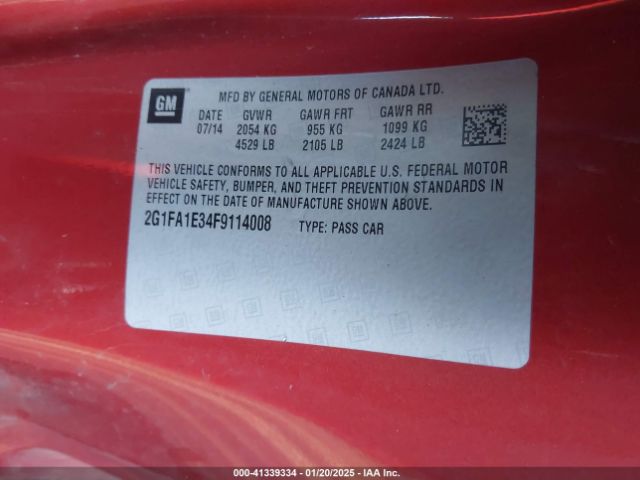 GM
MFD BY GENERAL MOTORS OF CANADA LTD.
DATE GVWR GAWR FRT GAWR RR
07/14 2054 KG 955 KG 1099 KG
4529 LB 2105 LB 2424 LB
THIS VEHICLE CONFORMS TO ALL APPLICABLE U.S. FEDERAL MOTOR
VEHICLE SAFETY, BUMPER, AND THEFT PREVENTION STANDARDS IN
EFFECT ON THE DATE OF MANUFACTURE SHOWN ABOVE.
2G1FA1E34F9114008 TYPE: PASS CAR
000-41339334 - 01/20/2025 - IAA Inc.